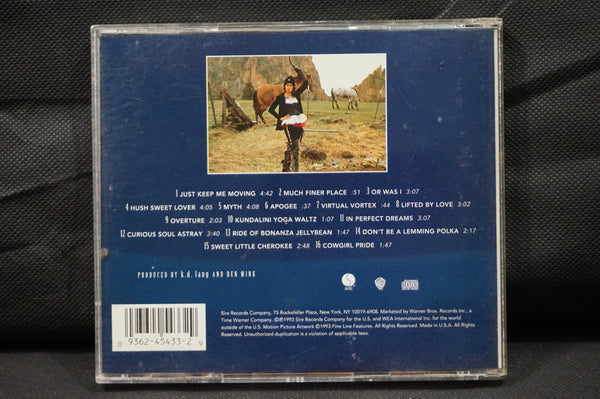 1 JUST KEEP ME MOVING 4:42 2 MUCH FINER PLACE :51 3 OR WAS I 3:07
4 HUSH SWEET LOVER 4:05 5 MYTH 4:08 6 APOGEE :37 7 VIRTUAL VORTEX :44 8 LIFTED BY LOVE 3:02
9 OVERTURE 2:03 10 KUNDALINI YOGA WALTZ 1:07 11 IN PERFECT DREAMS 3:07
12 CURIOUS SOUL ASTRAY 3:40 13 RIDE OF BONANZA JELLYBEAN 1:47 14 DON'T BE A LEMMING POLKA 2:17
15 SWEET LITTLE CHEROKEE 2:48 16 COWGIRL PRIDE 1:47
PRODUCED BY k.d. lang AND BEN MINK
Sire Records Company, 75 Rockefeller Plaza, New York, NY 10019-6908. Marketed by Warner Bros. Records Inc., a
Time Warner Company. ©℗1993 Sire Records Company for the U.S. and WEA International Inc. for the world
outside of the U.S. Motion Picture Artwork ©1993 Fine Line Features. All Rights Reserved. Made in U.S.A. All Rights
Reserved. Unauthorized duplication is a violation of applicable laws.
0 9362-45433-2 9